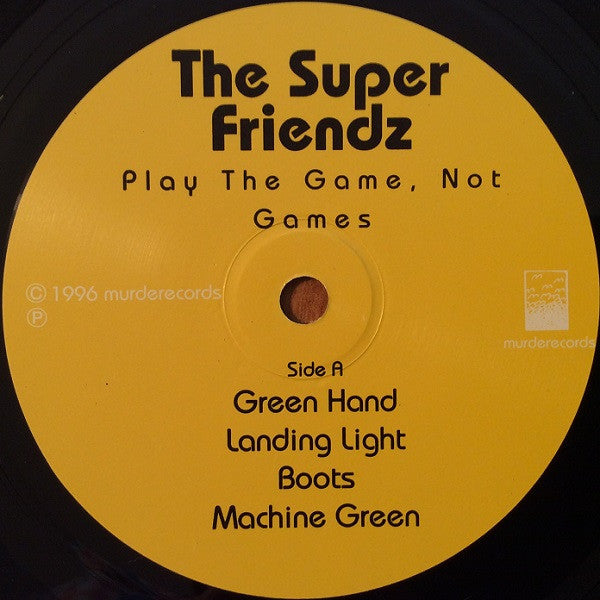 The Super
Friendz
Play The Game, Not
Games
© 1996 murderecords
℗
murderecords
Side A
Green Hand
Landing Light
Boots
Machine Green